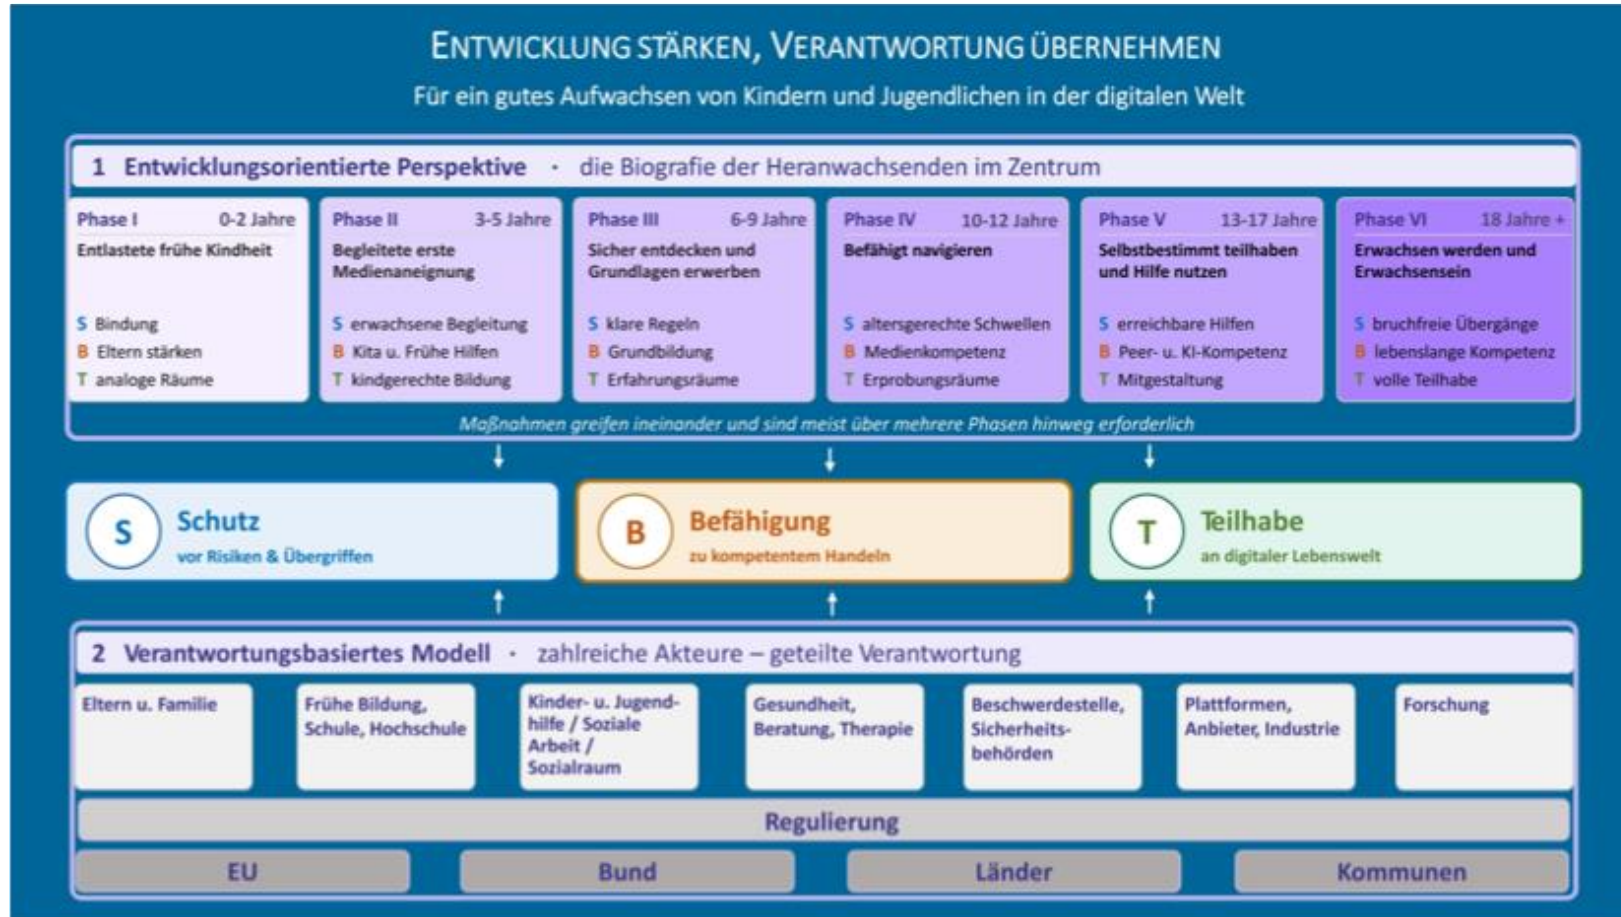 ENTWICKLUNG STÄRKEN, VERANTWORTUNG ÜBERNEHMEN
Für ein gutes Aufwachsen von Kindern und Jugendlichen in der digitalen Welt
1 Entwicklungsorientierte Perspektive · die Biografie der Heranwachsenden im Zentrum
Phase I 0-2 Jahre
Entlastete frühe Kindheit
S Bindung
B Eltern stärken
T analoge Räume
Phase II 3-5 Jahre
Begleitete erste
Medienaneignung
S erwachsene Begleitung
B Kita u. Frühe Hilfen
T kindgerechte Bildung
Phase III 6-9 Jahre
Sicher entdecken und
Grundlagen erwerben
S klare Regeln
B Grundbildung
T Erfahrungsräume
Phase IV 10-12 Jahre
Befähigt navigieren
S altersgerechte Schwellen
B Medienkompetenz
T Erprobungsräume
Phase V 13-17 Jahre
Selbstbestimmt teilhaben
und Hilfe nutzen
S erreichbare Hilfen
B Peer- u. KI-Kompetenz
T Mitgestaltung
Phase VI 18 Jahre +
Erwachsen werden und
Erwachsensein
S bruchfreie Übergänge
B lebenslange Kompetenz
T volle Teilhabe
Maßnahmen greifen ineinander und sind meist über mehrere Phasen hinweg erforderlich
S
Schutz
vor Risiken & Übergriffen
B
Befähigung
zu kompetentem Handeln
T
Teilhabe
an digitaler Lebenswelt
2 Verantwortungsbasiertes Modell · zahlreiche Akteure – geteilte Verantwortung
Eltern u. Familie
Frühe Bildung,
Schule, Hochschule
Kinder- u. Jugend-
hilfe / Soziale
Arbeit /
Sozialraum
Gesundheit,
Beratung, Therapie
Beschwerdestelle,
Sicherheits-
behörden
Plattformen,
Anbieter, Industrie
Forschung
Regulierung
EU
Bund
Länder
Kommunen